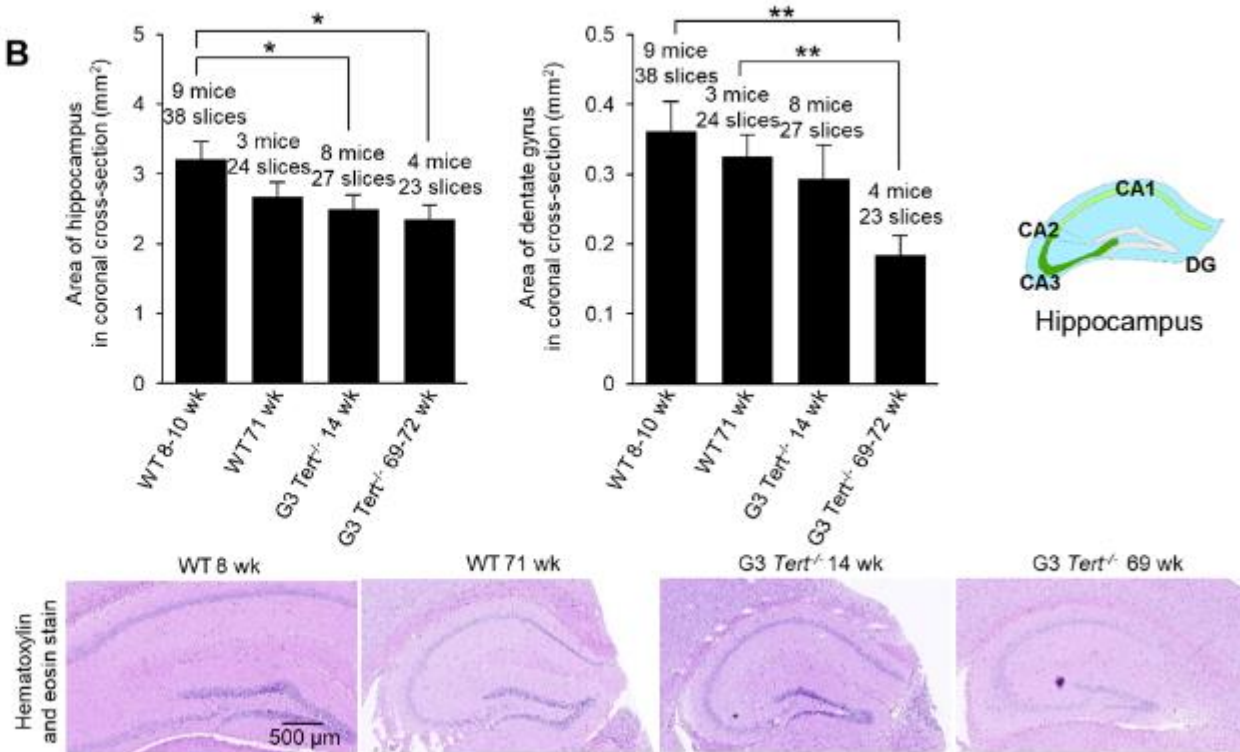 B
Area of hippocampus
in coronal cross-section (mm²)
5
4
3
2
1
0
*
*
9 mice
38 slices
3 mice
24 slices
8 mice
27 slices
4 mice
23 slices
WT 8-10 wk
WT 71 wk
G3 Tert⁻/⁻ 14 wk
G3 Tert⁻/⁻ 69-72 wk
Area of dentate gyrus
in coronal cross-section (mm²)
0.5
0.4
0.3
0.2
0.1
0
**
**
9 mice
38 slices
3 mice
24 slices
8 mice
27 slices
4 mice
23 slices
WT 8-10 wk
WT 71 wk
G3 Tert⁻/⁻ 14 wk
G3 Tert⁻/⁻ 69-72 wk
CA1
CA2
CA3
DG
Hippocampus
Hematoxylin
and eosin stain
WT 8 wk
WT 71 wk
G3 Tert⁻/⁻ 14 wk
G3 Tert⁻/⁻ 69 wk
500 µm